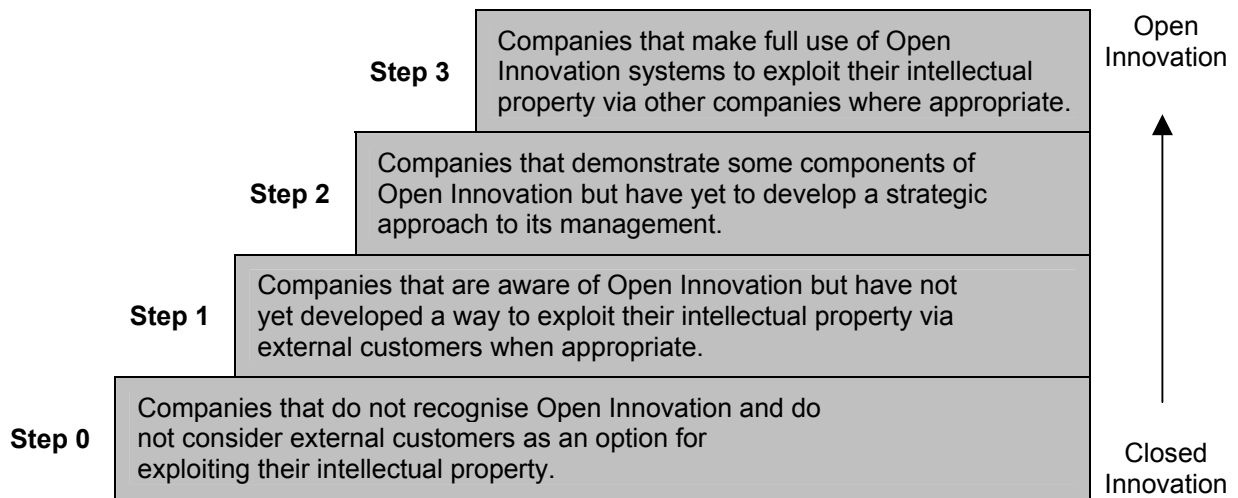 Open
Innovation
Step 3
Companies that make full use of Open
Innovation systems to exploit their intellectual
property via other companies where appropriate.
Step 2
Companies that demonstrate some components of
Open Innovation but have yet to develop a strategic
approach to its management.
Step 1
Companies that are aware of Open Innovation but have not
yet developed a way to exploit their intellectual property via
external customers when appropriate.
Step 0
Companies that do not recognise Open Innovation and do
not consider external customers as an option for
exploiting their intellectual property.
Closed
Innovation